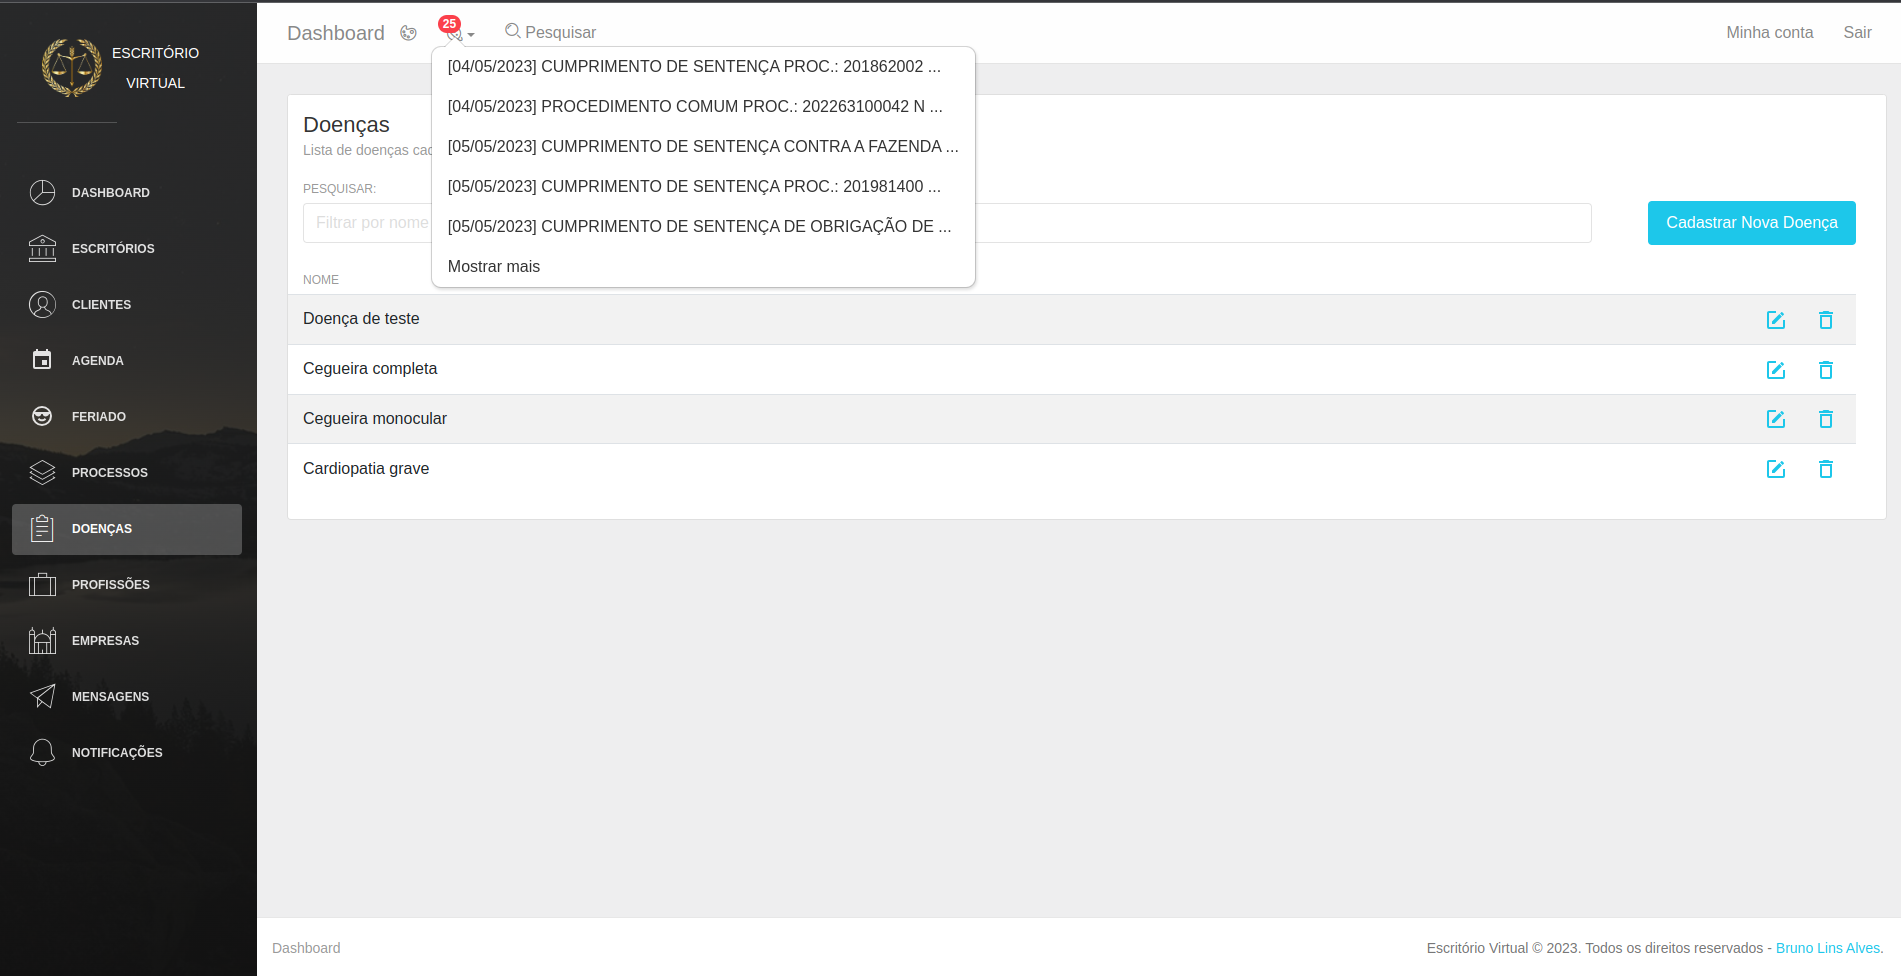 ESCRITÓRIO
VIRTUAL
DASHBOARD
ESCRITÓRIOS
CLIENTES
AGENDA
FERIADO
PROCESSOS
DOENÇAS
PROFISSÕES
EMPRESAS
MENSAGENS
NOTIFICAÇÕES
Dashboard
25
Pesquisar
Minha conta
Sair
[04/05/2023] CUMPRIMENTO DE SENTENÇA PROC.: 201862002 ...
[04/05/2023] PROCEDIMENTO COMUM PROC.: 202263100042 N ...
[05/05/2023] CUMPRIMENTO DE SENTENÇA CONTRA A FAZENDA ...
[05/05/2023] CUMPRIMENTO DE SENTENÇA PROC.: 201981400 ...
[05/05/2023] CUMPRIMENTO DE SENTENÇA DE OBRIGAÇÃO DE ...
Mostrar mais
Doenças
Lista de doenças cad
PESQUISAR:
Filtrar por nome
Cadastrar Nova Doença
NOME
Doença de teste
Cegueira completa
Cegueira monocular
Cardiopatia grave
Dashboard
Escritório Virtual © 2023. Todos os direitos reservados - Bruno Lins Alves.